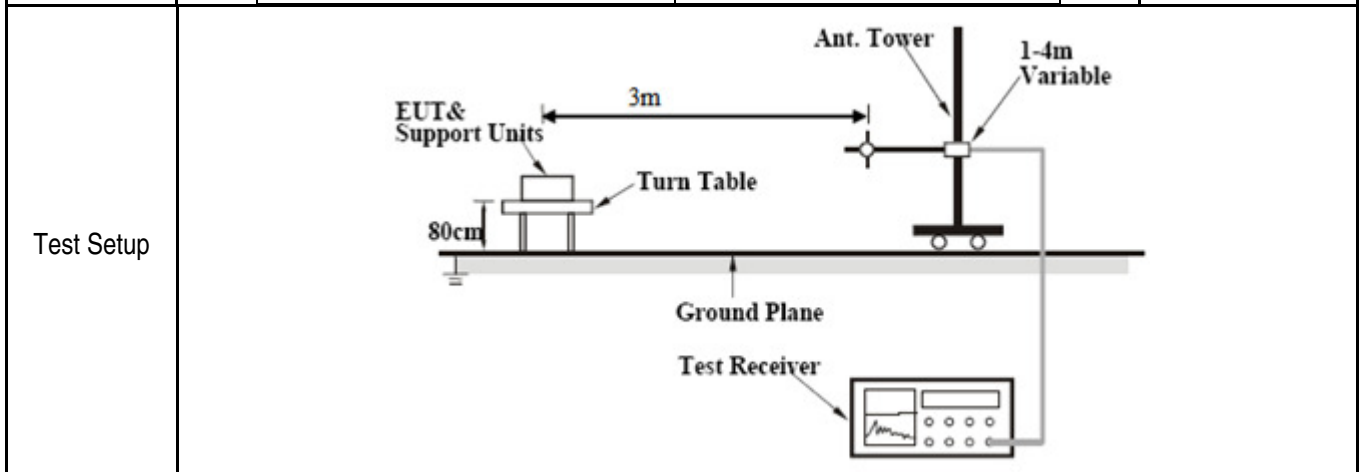 Test Setup
Ant. Tower
1-4m
Variable
3m
EUT&
Support Units
Turn Table
80cm
Ground Plane
Test Receiver